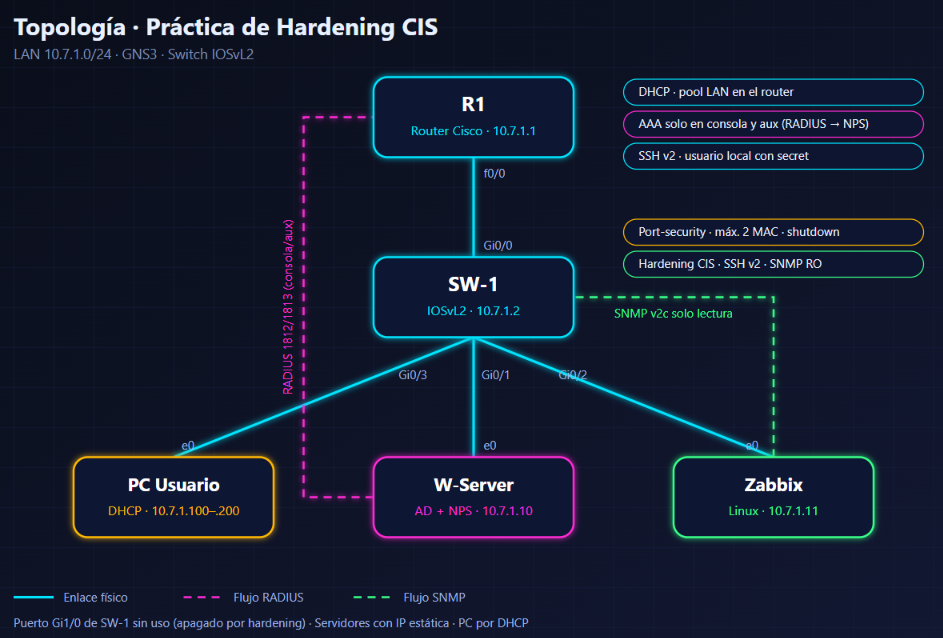 Topología · Práctica de Hardening CIS
LAN 10.7.1.0/24 · GNS3 · Switch IOSvL2
R1
Router Cisco · 10.7.1.1
DHCP · pool LAN en el router
AAA solo en consola y aux (RADIUS → NPS)
SSH v2 · usuario local con secret
f0/0
Port-security · máx. 2 MAC · shutdown
Hardening CIS · SSH v2 · SNMP RO
Gi0/0
SW-1
IOSvL2 · 10.7.1.2
SNMP v2c solo lectura
RADIUS 1812/1813 (consola/aux)
Gi0/3
Gi0/1
Gi0/2
e0
e0
e0
PC Usuario
DHCP · 10.7.1.100–.200
W-Server
AD + NPS · 10.7.1.10
Zabbix
Linux · 10.7.1.11
Enlace físico
Flujo RADIUS
Flujo SNMP
Puerto Gi1/0 de SW-1 sin uso (apagado por hardening) · Servidores con IP estática · PC por DHCP